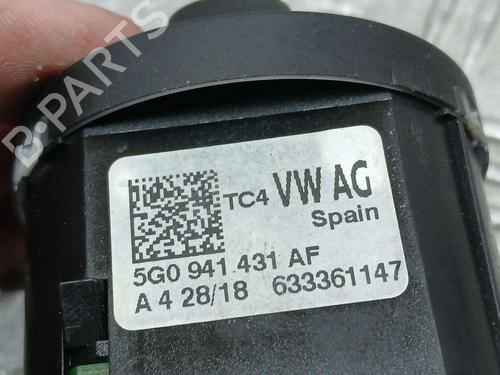 B-PARTS
TC4 VW AG
Spain
5G0 941 431 AF
A 4 28/18 633361147